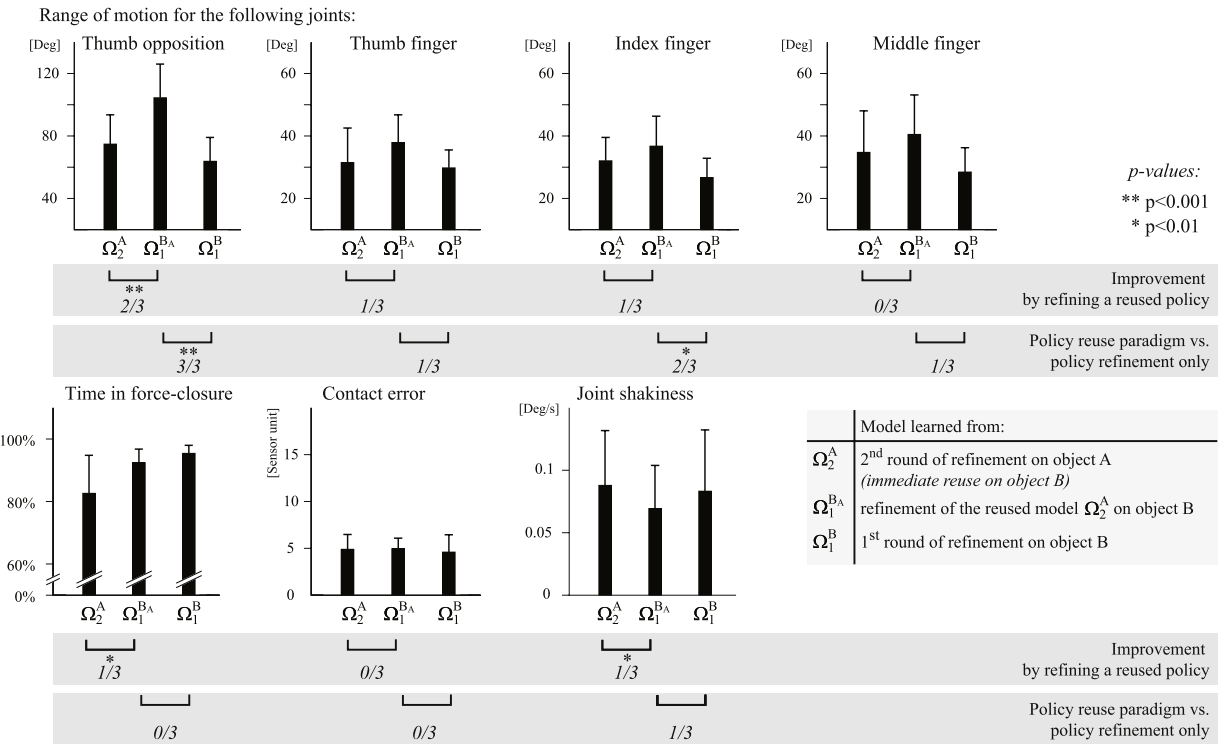 Range of motion for the following joints:
[Deg] Thumb opposition [Deg] Thumb finger [Deg] Index finger [Deg] Middle finger
120 60 60 60
80 40 40 40
40 20 20 20
p-values:
** p<0.001
* p<0.01
Ω₂ᴬ Ω₁ᴮᴬ Ω₁ᴮ Ω₂ᴬ Ω₁ᴮᴬ Ω₁ᴮ Ω₂ᴬ Ω₁ᴮᴬ Ω₁ᴮ Ω₂ᴬ Ω₁ᴮᴬ Ω₁ᴮ
Improvement
** 
by refining a reused policy
2/3 1/3 1/3 0/3
Policy reuse paradigm vs.
** *
policy refinement only
3/3 1/3 2/3 1/3
Time in force-closure Contact error Joint shakiness
100%
80%
60%
0%
[Sensor unit]
15
10
5
0
[Deg/s]
0.1
0.05
0
Ω₂ᴬ Ω₁ᴮᴬ Ω₁ᴮ Ω₂ᴬ Ω₁ᴮᴬ Ω₁ᴮ Ω₂ᴬ Ω₁ᴮᴬ Ω₁ᴮ
Model learned from:
Ω₂ᴬ 2nd round of refinement on object A
(immediate reuse on object B)
Ω₁ᴮᴬ refinement of the reused model Ω₂ᴬ on object B
Ω₁ᴮ 1st round of refinement on object B
Improvement
* *
by refining a reused policy
1/3 0/3 1/3
Policy reuse paradigm vs.
policy refinement only
0/3 0/3 1/3